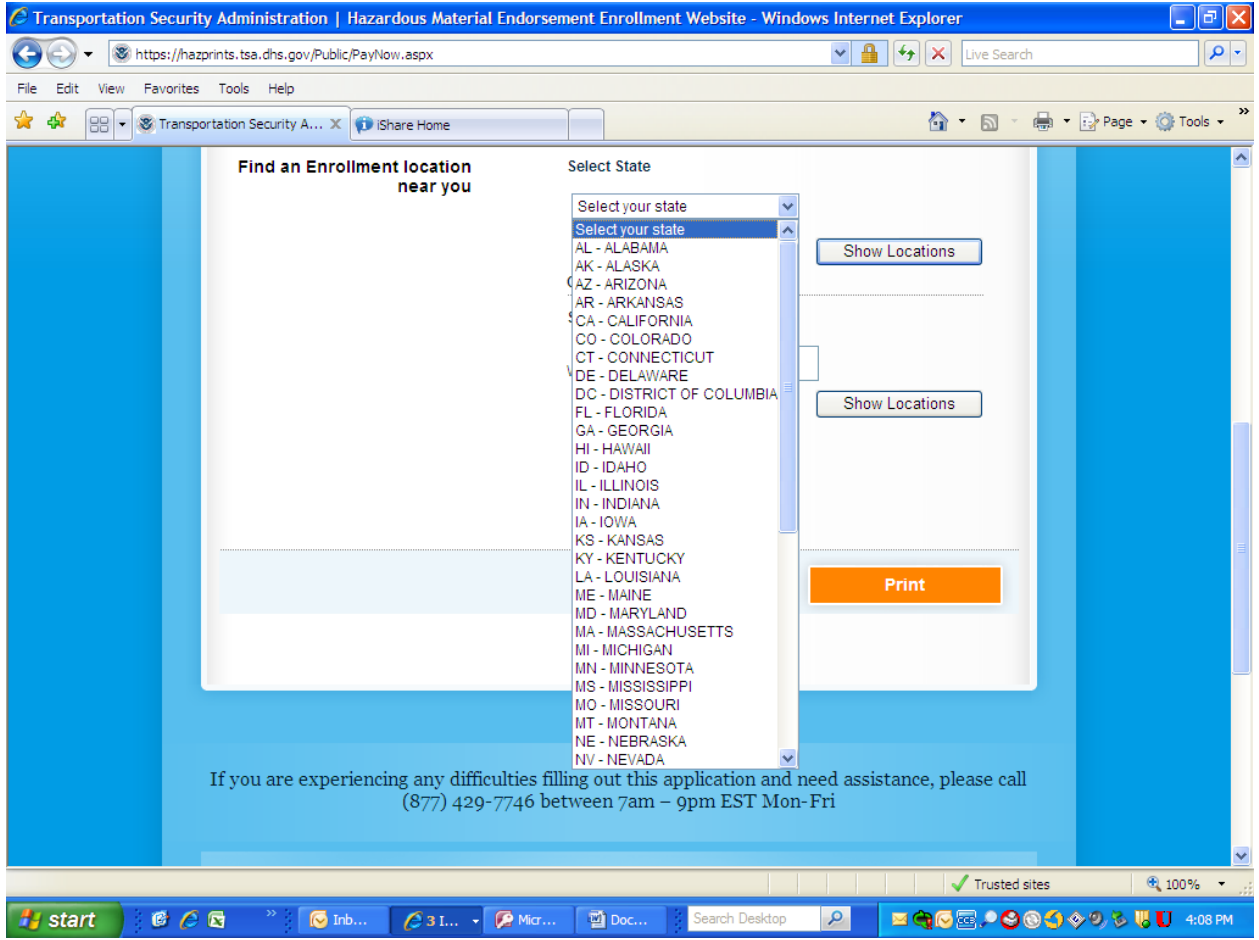 Transportation Security Administration | Hazardous Material Endorsement Enrollment Website - Windows Internet Explorer
https://hazprints.tsa.dhs.gov/Public/PayNow.aspx
Live Search
File Edit View Favorites Tools Help
Transportation Security A... X
iShare Home
Page
Tools
Find an Enrollment location
near you
Select State
Select your state
Select your state
AL - ALABAMA
AK - ALASKA
AZ - ARIZONA
AR - ARKANSAS
CA - CALIFORNIA
CO - COLORADO
CT - CONNECTICUT
DE - DELAWARE
DC - DISTRICT OF COLUMBIA
FL - FLORIDA
GA - GEORGIA
HI - HAWAII
ID - IDAHO
IL - ILLINOIS
IN - INDIANA
IA - IOWA
KS - KANSAS
KY - KENTUCKY
LA - LOUISIANA
ME - MAINE
MD - MARYLAND
MA - MASSACHUSETTS
MI - MICHIGAN
MN - MINNESOTA
MS - MISSISSIPPI
MO - MISSOURI
MT - MONTANA
NE - NEBRASKA
NV - NEVADA
Show Locations
Show Locations
Print
If you are experiencing any difficulties filling out this application and need assistance, please call
(877) 429-7746 between 7am – 9pm EST Mon-Fri
Trusted sites
100%
start
Inb...
3 I...
Micr...
Doc...
Search Desktop
4:08 PM